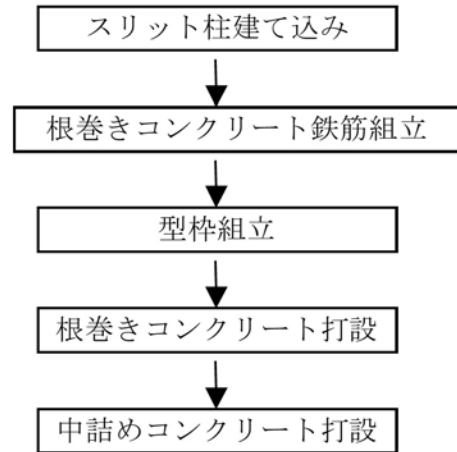 スリット柱建て込み
根巻きコンクリート鉄筋組立
型枠組立
根巻きコンクリート打設
中詰めコンクリート打設